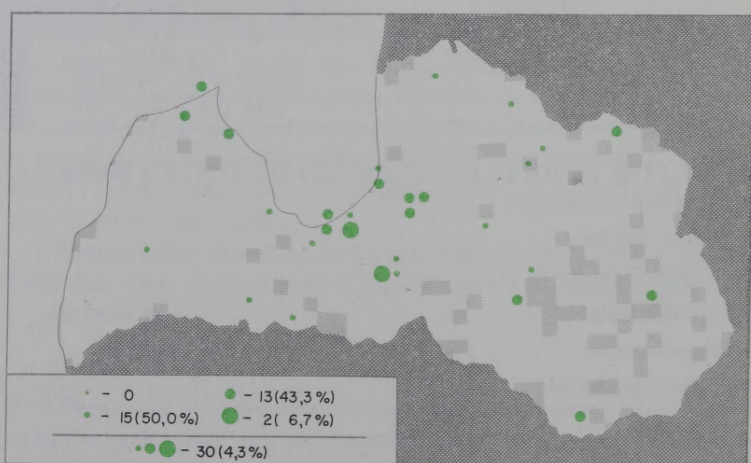 - 0
- 15(50,0%)
- 13(43,3%)
- 2( 6,7%)
- 30(4,3%)